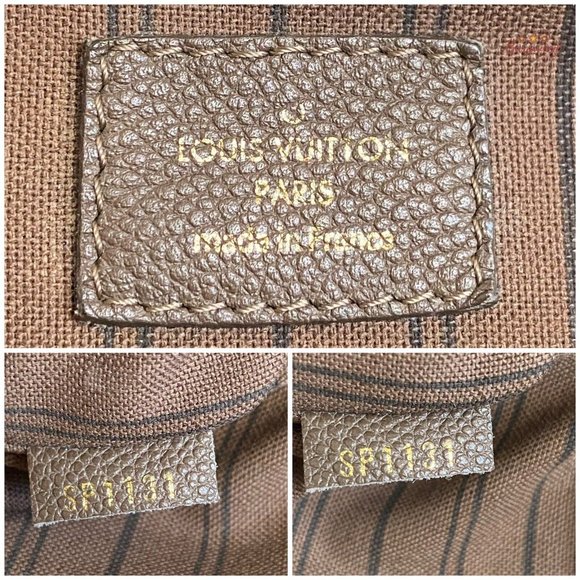 LOUIS VUITTON
PARIS
made in France
SP1131
SP1131